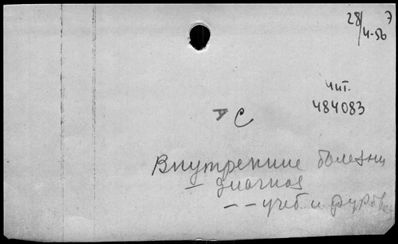 28/4-56 7
чит.
484083
А С
Внутренние болезни
— диагноз
— — учеб. и руков.